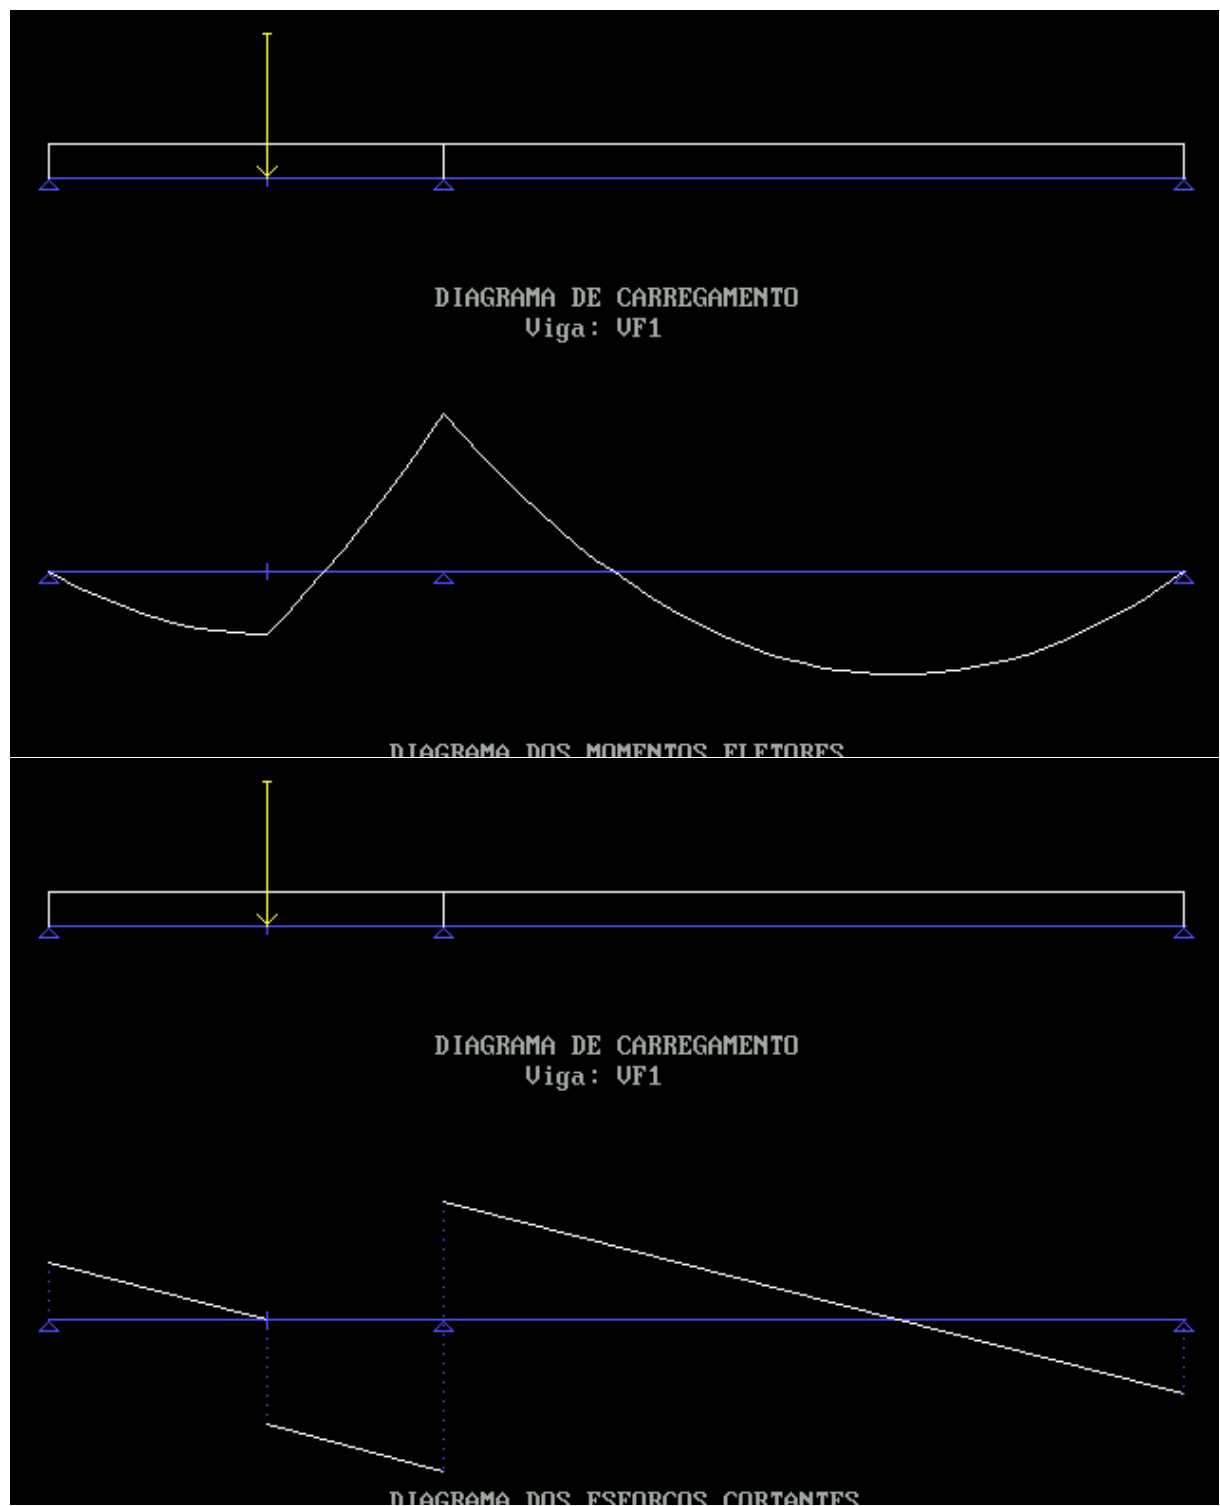 DIAGRAMA DE CARREGAMENTO
Viga: VF1
DIAGRAMA DOS MOMENTOS FLETORES
DIAGRAMA DE CARREGAMENTO
Viga: VF1
DIAGRAMA DOS ESFORCOS CORTANTES